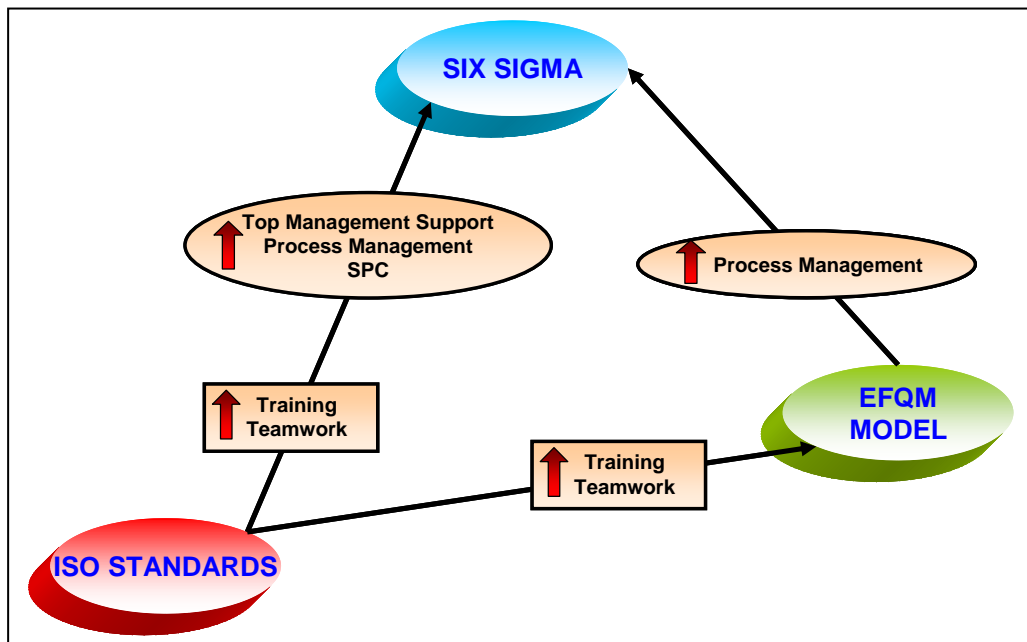 SIX SIGMA
Top Management Support
Process Management
SPC
Process Management
Training
Teamwork
EFQM
MODEL
Training
Teamwork
ISO STANDARDS